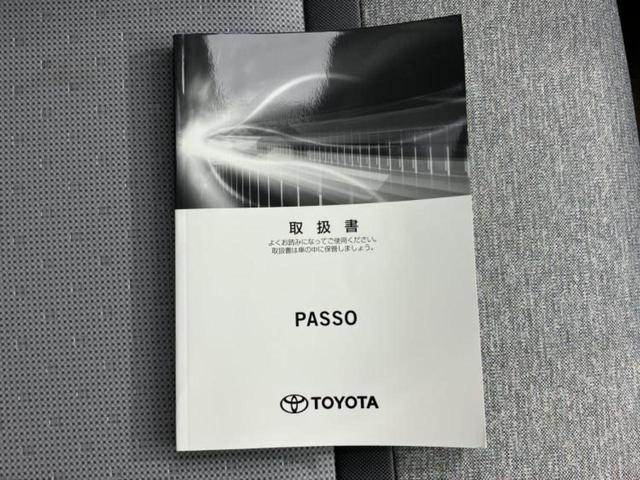 取扱書
よくお読みになってご使用ください。
取扱書は車の中に保管しましょう。
PASSO
TOYOTA